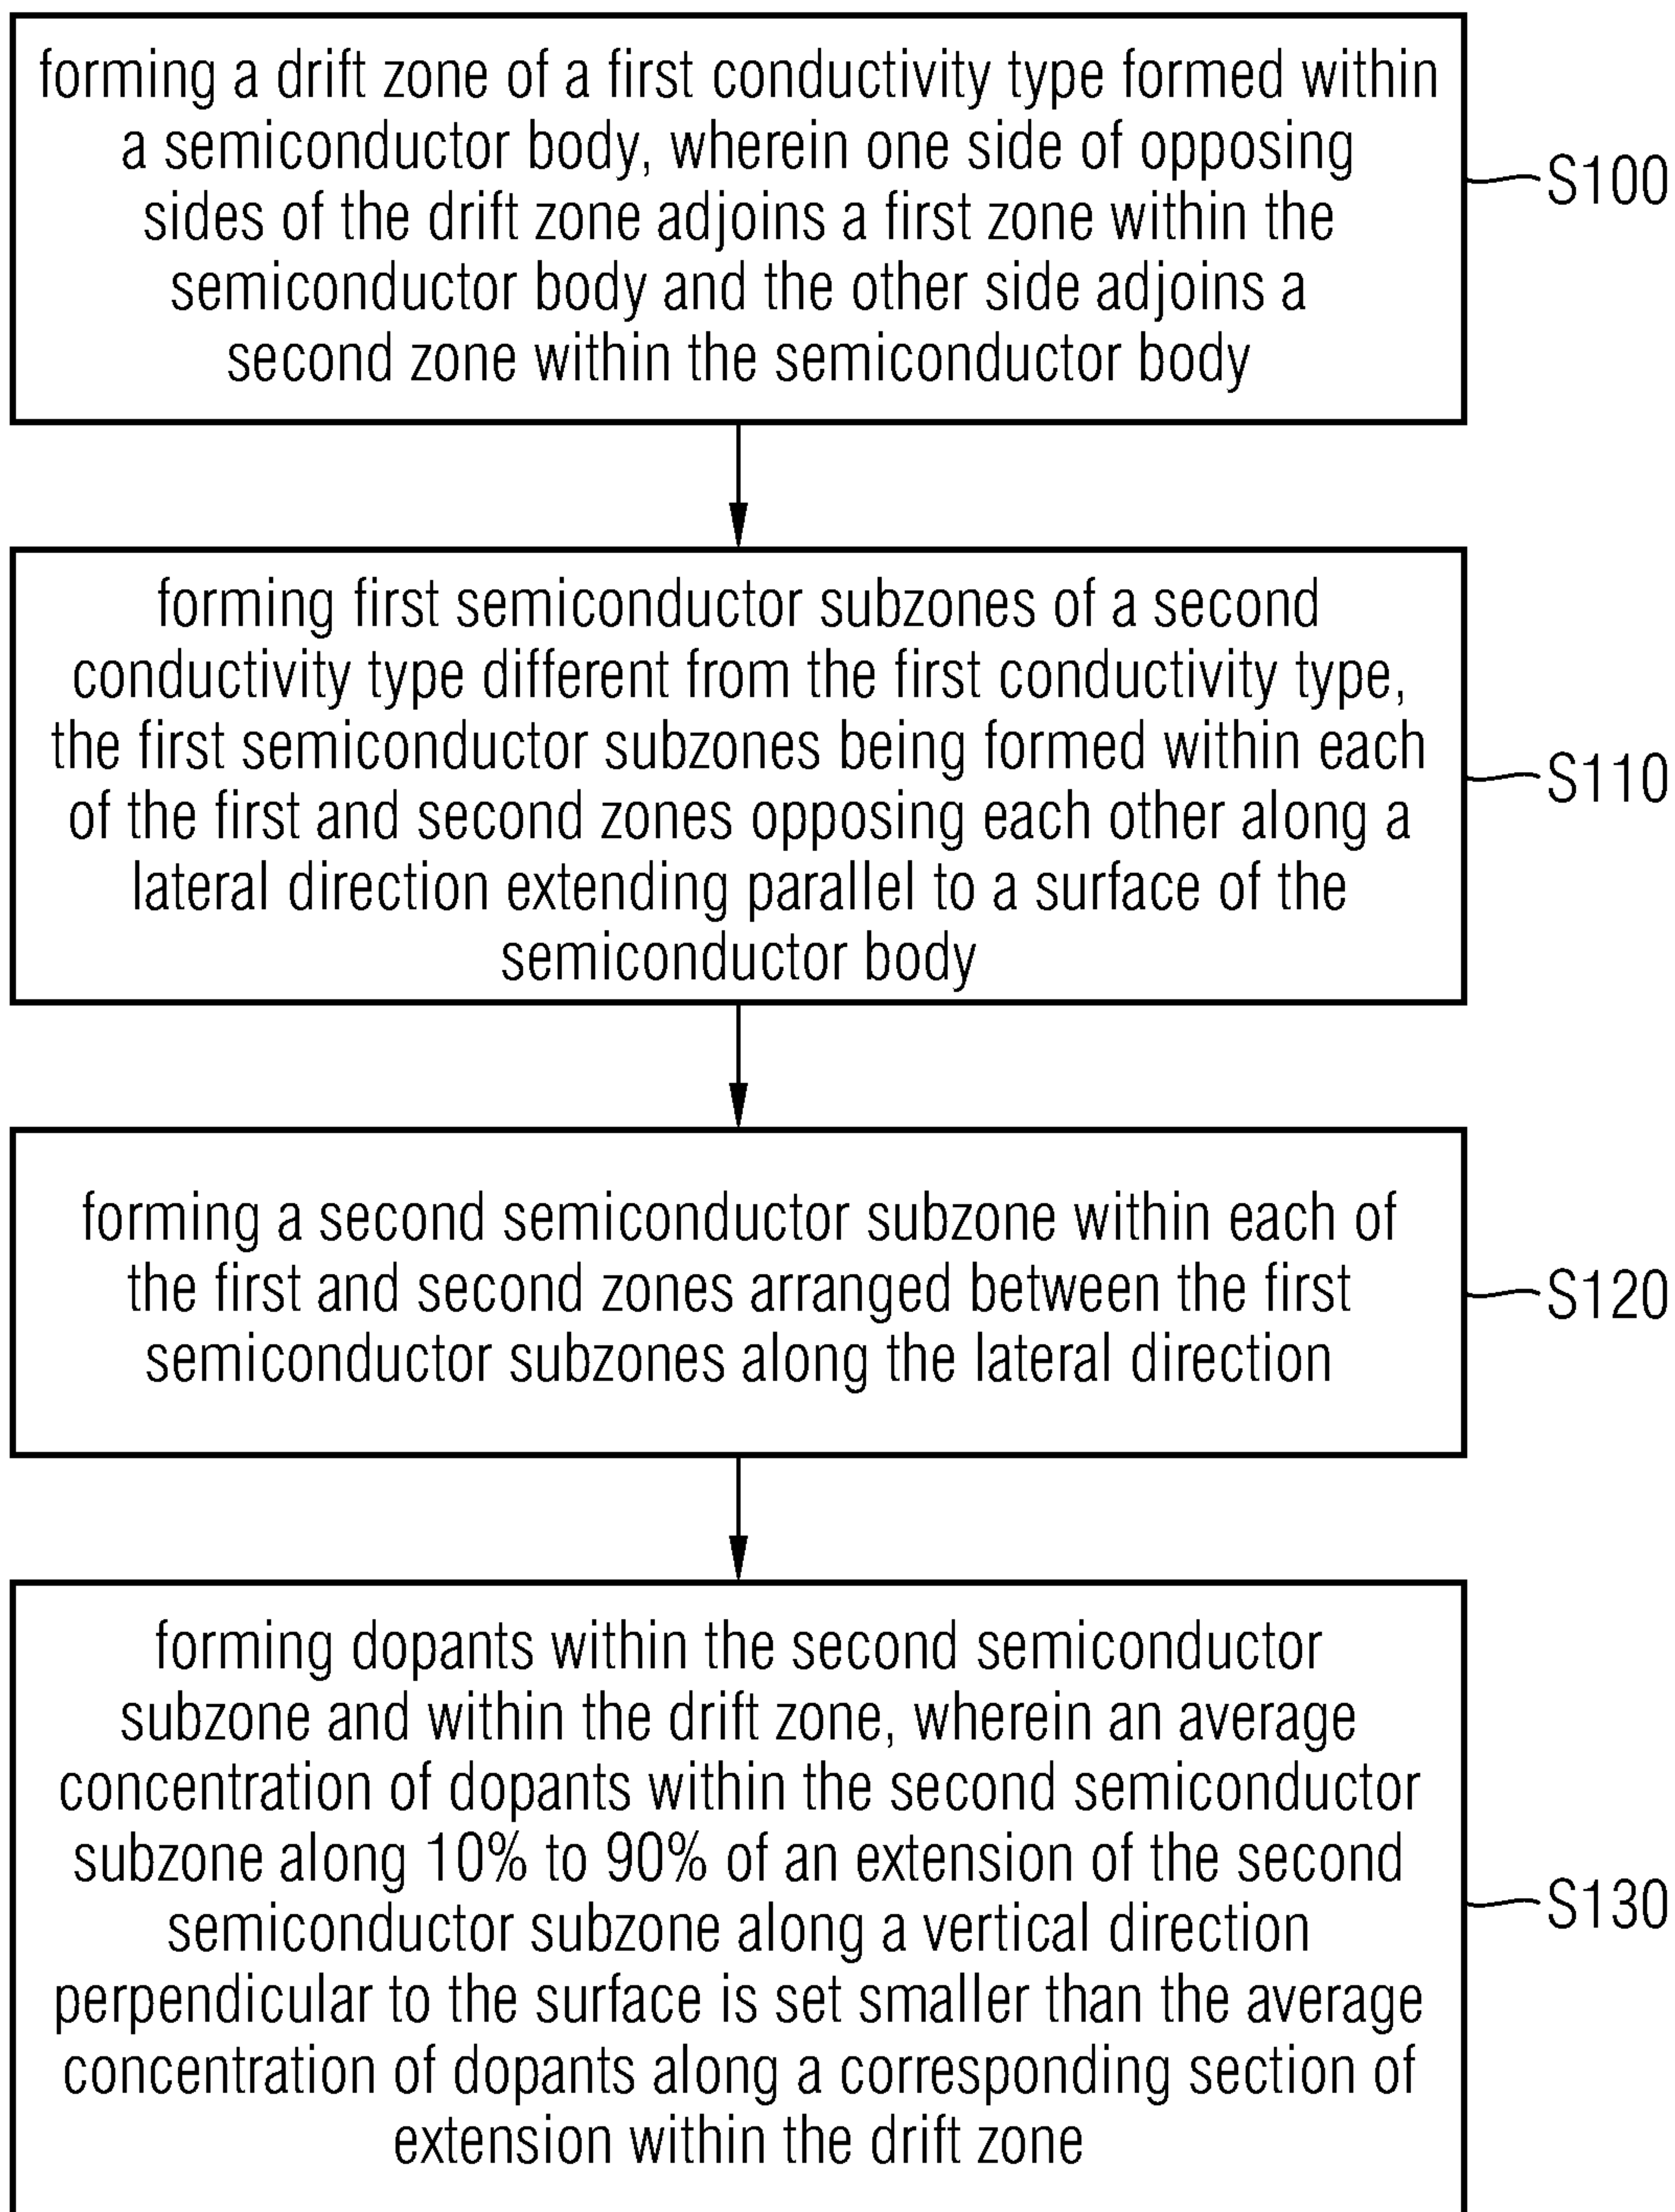 forming a drift zone of a first conductivity type formed within
a semiconductor body, wherein one side of opposing
sides of the drift zone adjoins a first zone within the
semiconductor body and the other side adjoins a
second zone within the semiconductor body
S100
forming first semiconductor subzones of a second
conductivity type different from the first conductivity type,
the first semiconductor subzones being formed within each
of the first and second zones opposing each other along a
lateral direction extending parallel to a surface of the
semiconductor body
S110
forming a second semiconductor subzone within each of
the first and second zones arranged between the first
semiconductor subzones along the lateral direction
S120
forming dopants within the second semiconductor
subzone and within the drift zone, wherein an average
concentration of dopants within the second semiconductor
subzone along 10% to 90% of an extension of the second
semiconductor subzone along a vertical direction
perpendicular to the surface is set smaller than the average
concentration of dopants along a corresponding section of
extension within the drift zone
S130